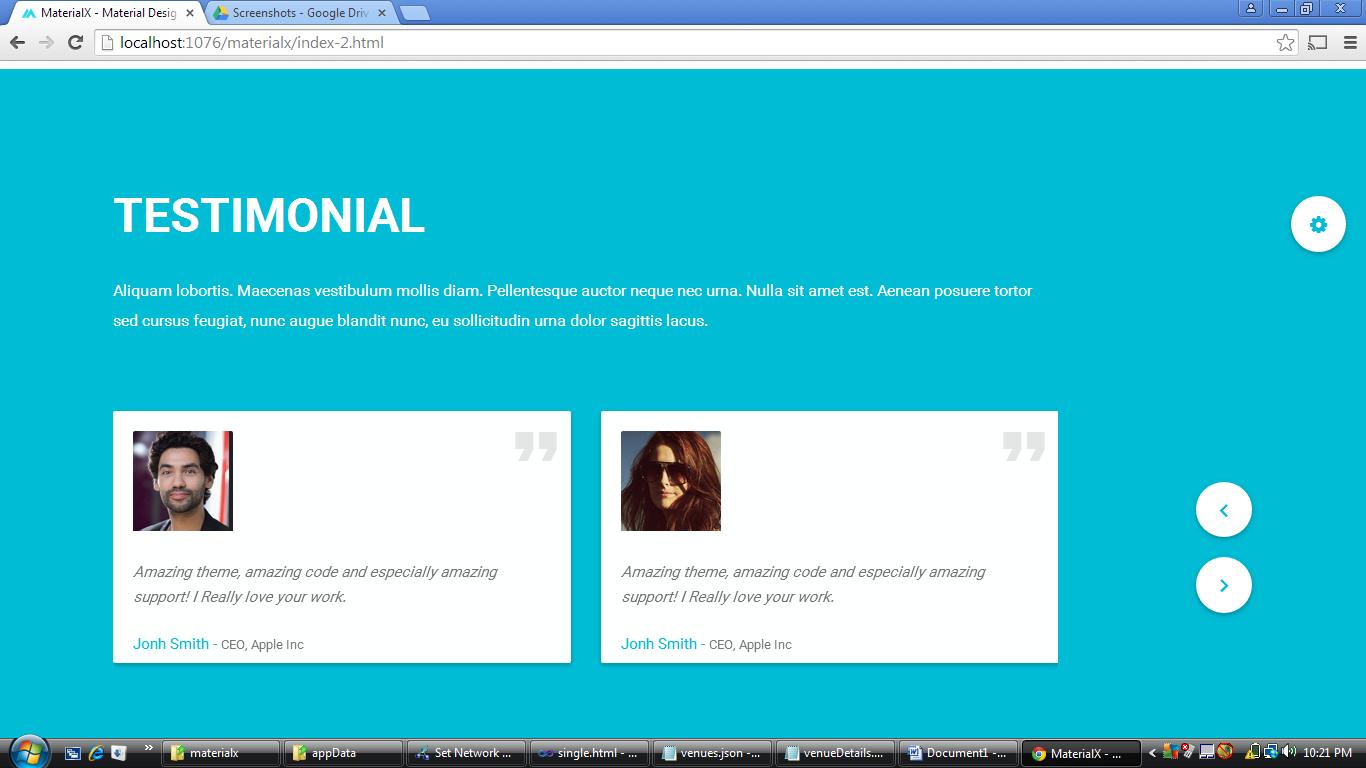 MaterialX - Material Desig
Screenshots - Google Driv
localhost:1076/materialx/index-2.html
TESTIMONIAL
Aliquam lobortis. Maecenas vestibulum mollis diam. Pellentesque auctor neque nec urna. Nulla sit amet est. Aenean posuere tortor
sed cursus feugiat, nunc augue blandit nunc, eu sollicitudin urna dolor sagittis lacus.
Amazing theme, amazing code and especially amazing
support! I Really love your work.
Jonh Smith - CEO, Apple Inc
Amazing theme, amazing code and especially amazing
support! I Really love your work.
Jonh Smith - CEO, Apple Inc
materialx
appData
Set Network ...
single.html - ...
venues.json -...
venueDetails....
Document1 -...
MaterialX - ...
10:21 PM